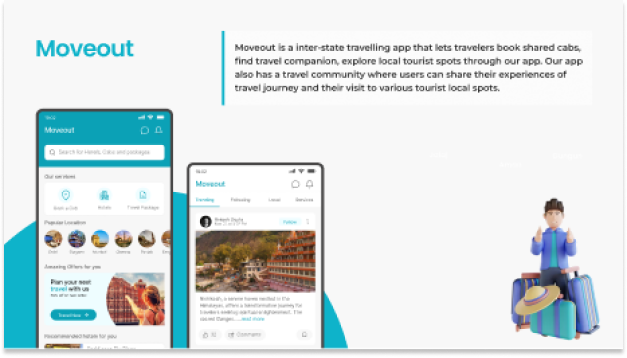 Moveout
Moveout is a inter-state travelling app that lets travelers book shared cabs,
find travel companion, explore local tourist spots through our app. Our app
also has a travel community where users can share their experiences of
travel journey and their visit to various tourist local spots.
Moveout
Search for Hotels, Cabs and packages
Our services
Book a Cab
Hotels
Travel Package
Popular Location
Amazing Offers for you
Plan your next
travel with us
Recommended hotels for you
Moveout
Trending
Following
Local
Services
Follow
Rishikesh, a serene haven nestled in the
Himalayas, offers a transformative journey for
travelers seeking spiritual enlightenment. The
sacred Ganges.....read more
Comments